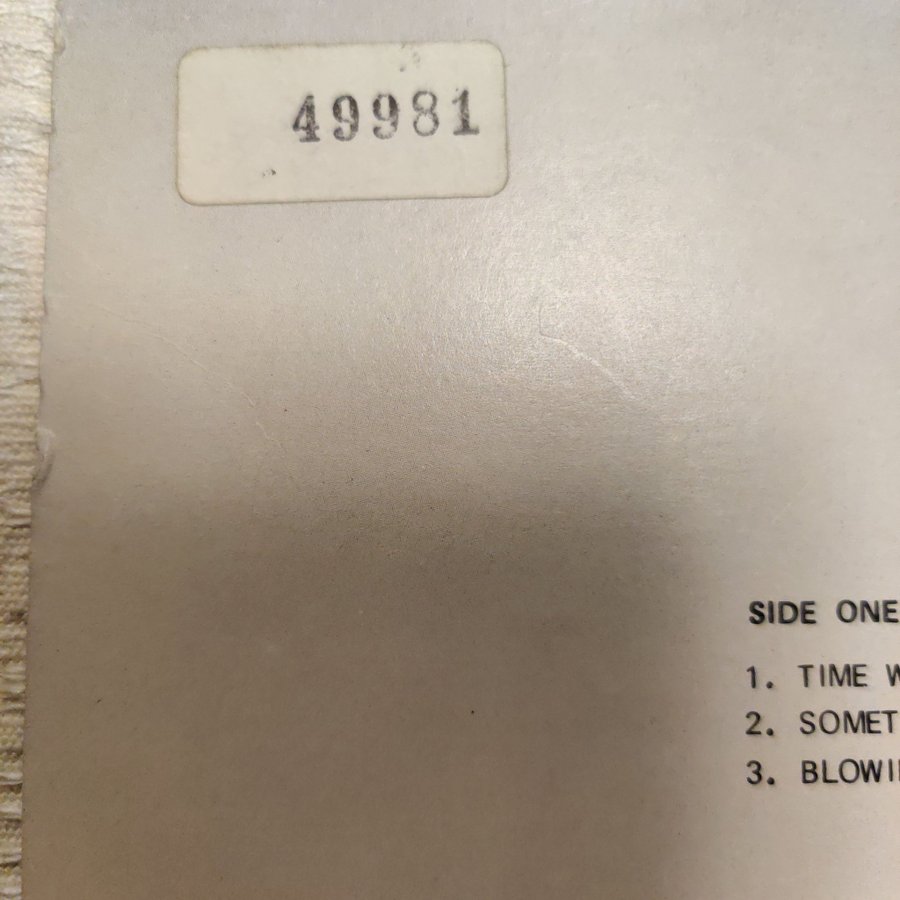 49981
SIDE ONE
1. TIME
2. SOMET
3. BLOWI